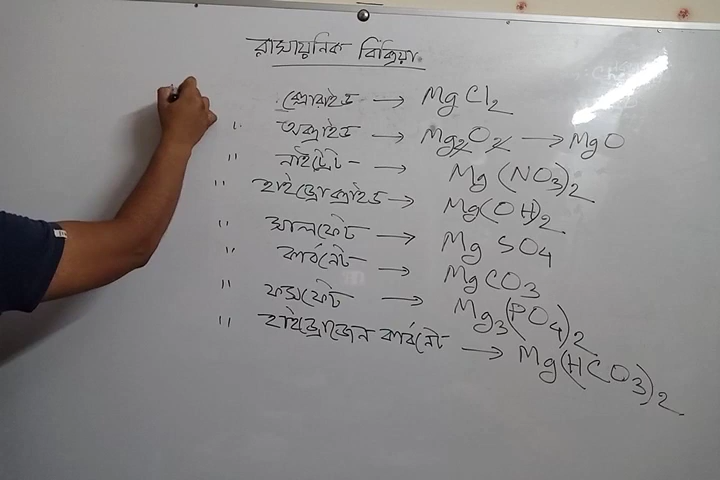 রাসায়নিক বিক্রিয়া
ক্লোরাইড → MgCl2
" অক্সাইড → Mg2O2 → MgO
" নাইট্রেট → Mg(NO3)2
" হাইড্রোক্সাইড → Mg(OH)2
" সালফেট → MgSO4
" কার্বনেট → MgCO3
" ফসফেট → Mg3(PO4)2
" হাইড্রোজেন কার্বনেট → Mg(HCO3)2